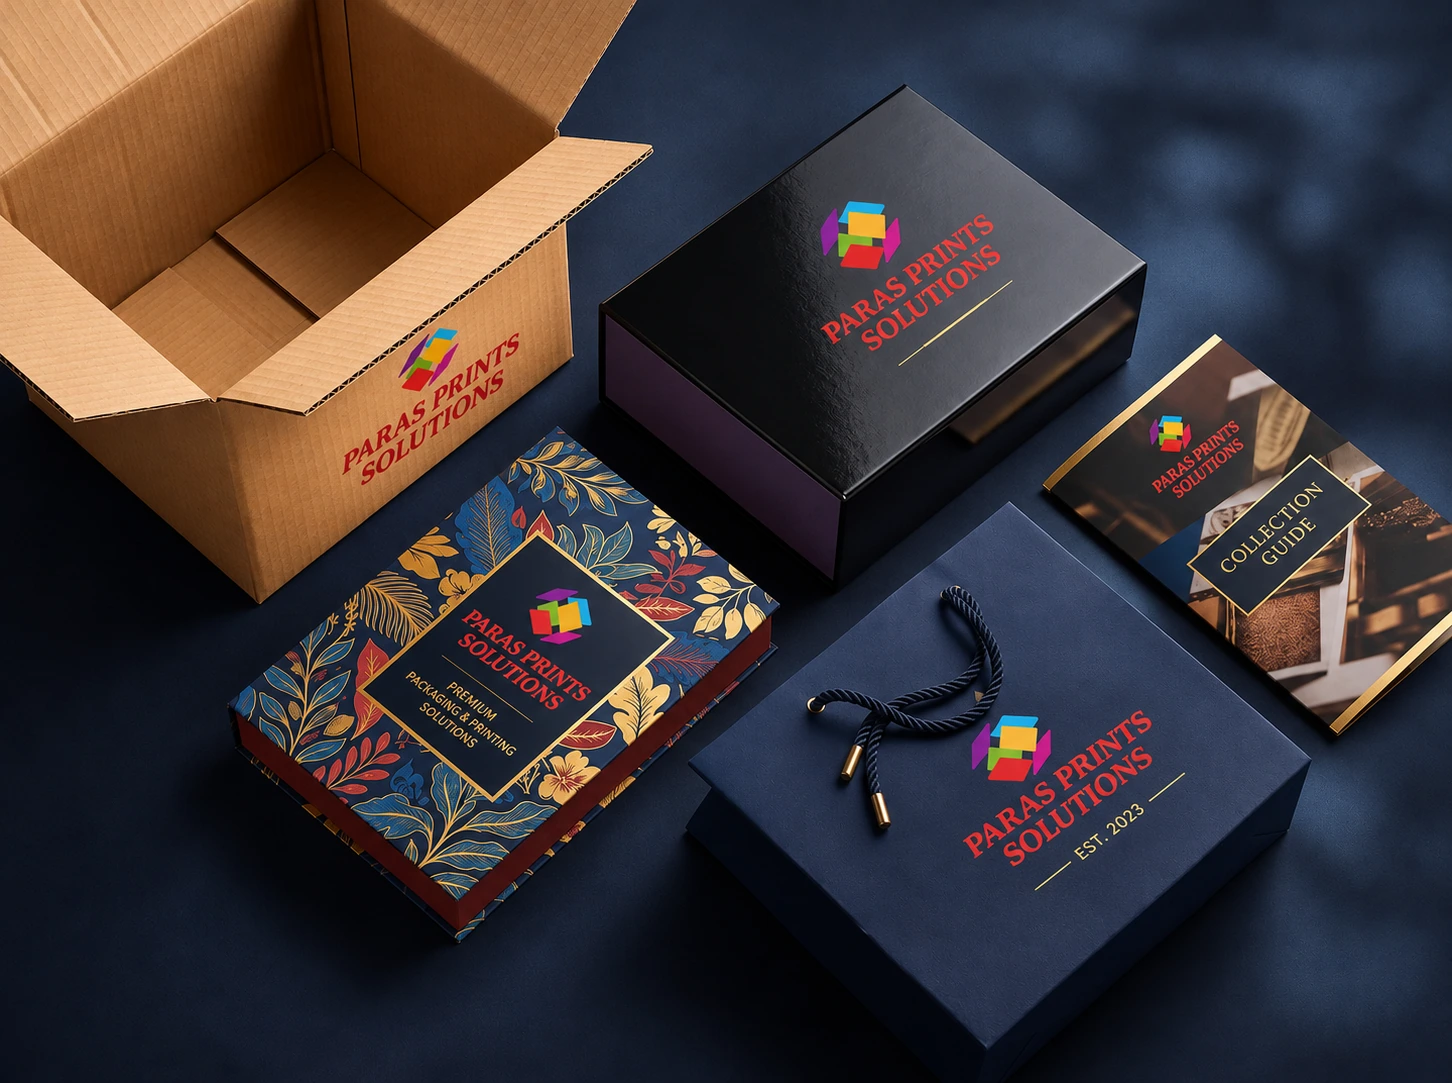 PARAS PRINTS
SOLUTIONS
PARAS PRINTS
SOLUTIONS
PARAS PRINTS
SOLUTIONS
COLLECTION
GUIDE
PARAS PRINTS
SOLUTIONS
PREMIUM
PACKAGING & PRINTING
SOLUTIONS
PARAS PRINTS
SOLUTIONS
EST. 2023